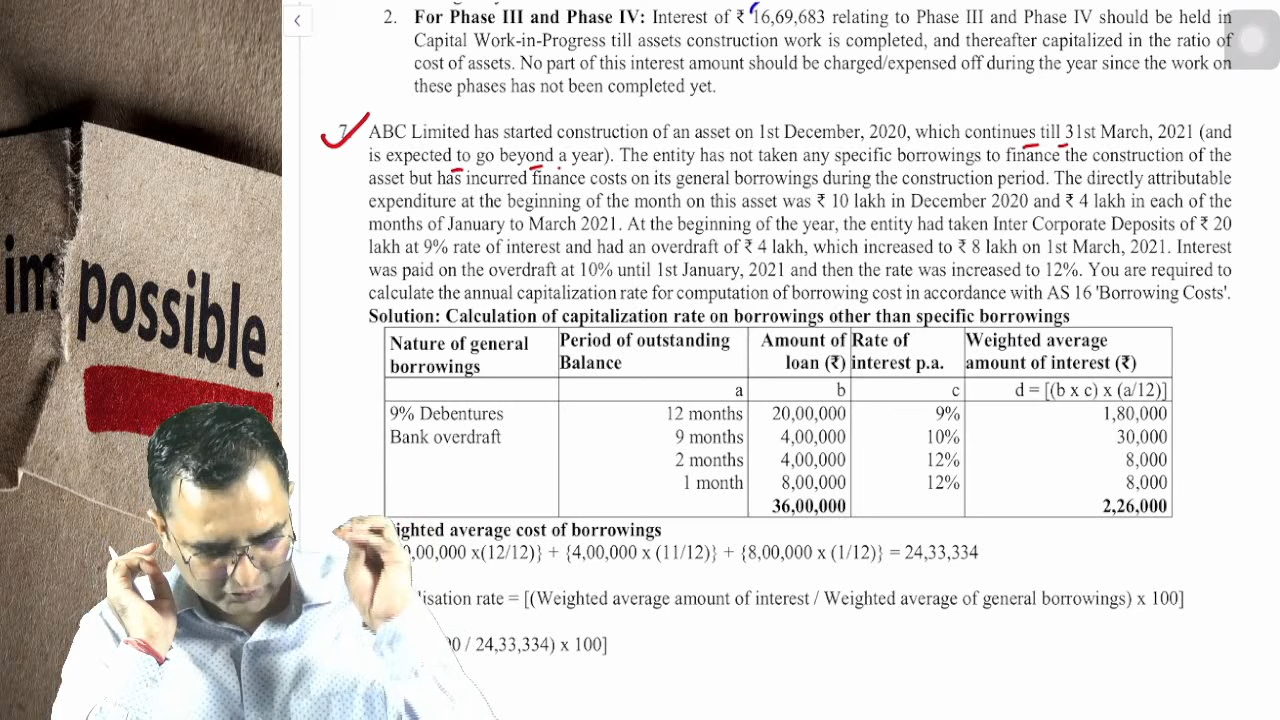 2. For Phase III and Phase IV: Interest of ₹ 16,69,683 relating to Phase III and Phase IV should be held in
Capital Work-in-Progress till assets construction work is completed, and thereafter capitalized in the ratio of
cost of assets. No part of this interest amount should be charged/expensed off during the year since the work on
these phases has not been completed yet.
7. ABC Limited has started construction of an asset on 1st December, 2020, which continues till 31st March, 2021 (and
is expected to go beyond a year). The entity has not taken any specific borrowings to finance the construction of the
asset but has incurred finance costs on its general borrowings during the construction period. The directly attributable
expenditure at the beginning of the month on this asset was ₹ 10 lakh in December 2020 and ₹ 4 lakh in each of the
months of January to March 2021. At the beginning of the year, the entity had taken Inter Corporate Deposits of ₹ 20
lakh at 9% rate of interest and had an overdraft of ₹ 4 lakh, which increased to ₹ 8 lakh on 1st March, 2021. Interest
was paid on the overdraft at 10% until 1st January, 2021 and then the rate was increased to 12%. You are required to
calculate the annual capitalization rate for computation of borrowing cost in accordance with AS 16 'Borrowing Costs'.
Solution: Calculation of capitalization rate on borrowings other than specific borrowings
Nature of general borrowings Period of outstanding Balance Amount of loan (₹) Rate of interest p.a. Weighted average amount of interest (₹)
a b c d = [(b x c) x (a/12)]
9% Debentures 12 months 20,00,000 9% 1,80,000
Bank overdraft 9 months 4,00,000 10% 30,000
2 months 4,00,000 12% 8,000
1 month 8,00,000 12% 8,000
36,00,000 2,26,000
ighted average cost of borrowings
0,00,000 x(12/12)} + {4,00,000 x (11/12)} + {8,00,000 x (1/12)} = 24,33,334
lisation rate = [(Weighted average amount of interest / Weighted average of general borrowings) x 100]
00 / 24,33,334) x 100]
im possible